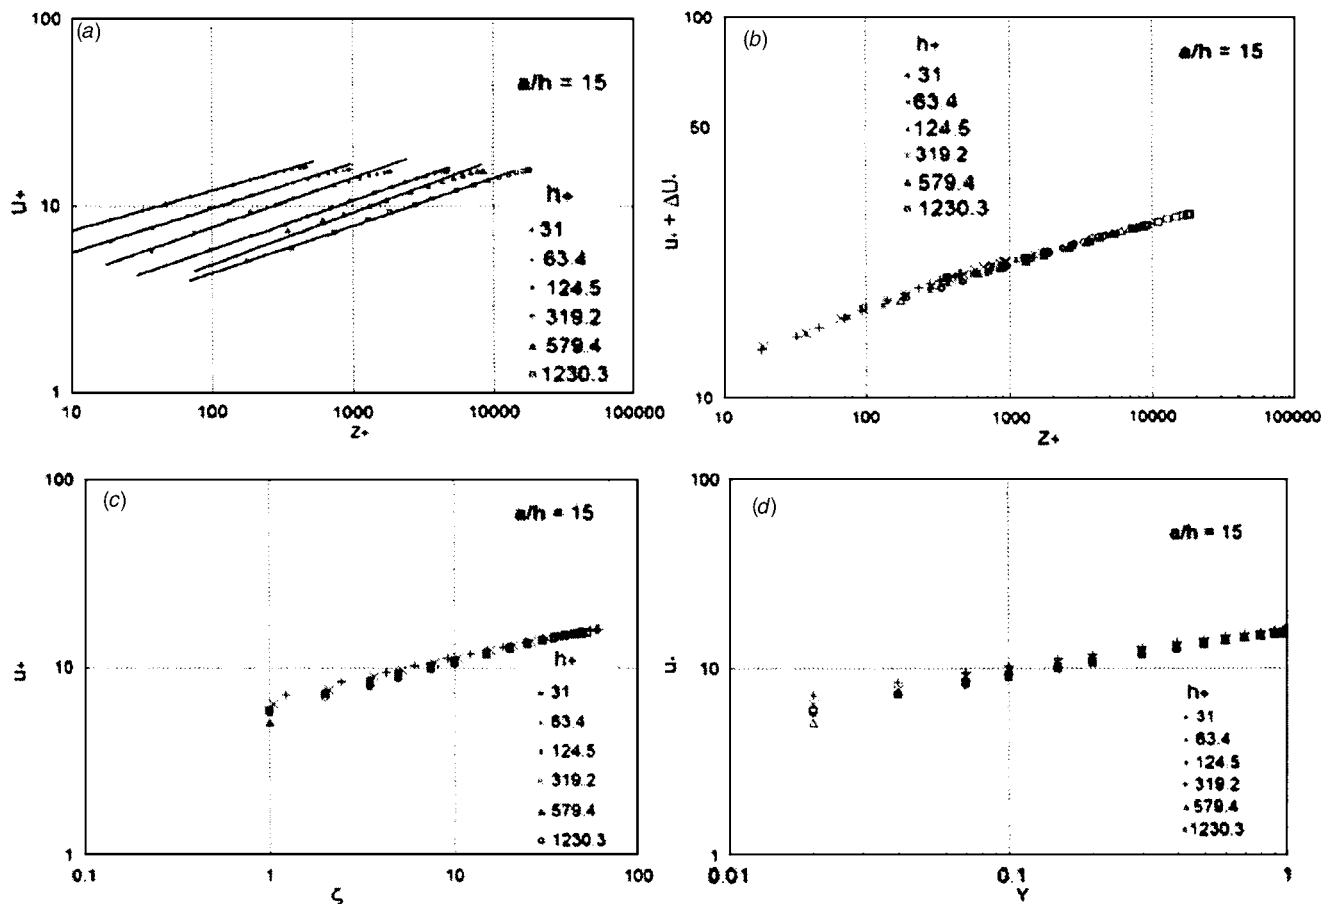 (a)
100
10
1
u+
a/h = 15
h+
31
63.4
124.5
319.2
579.4
1230.3
10
100
1000
10000
100000
z+
(b)
100
50
10
u+ + ΔU+
h+
31
63.4
124.5
319.2
579.4
1230.3
a/h = 15
10
100
1000
10000
100000
z+
(c)
100
10
1
u+
a/h = 15
h+
31
63.4
124.5
319.2
579.4
1230.3
0.1
1
10
100
ζ
(d)
100
10
1
u+
a/h = 15
h+
31
63.4
124.5
319.2
579.4
1230.3
0.01
0.1
1
Y